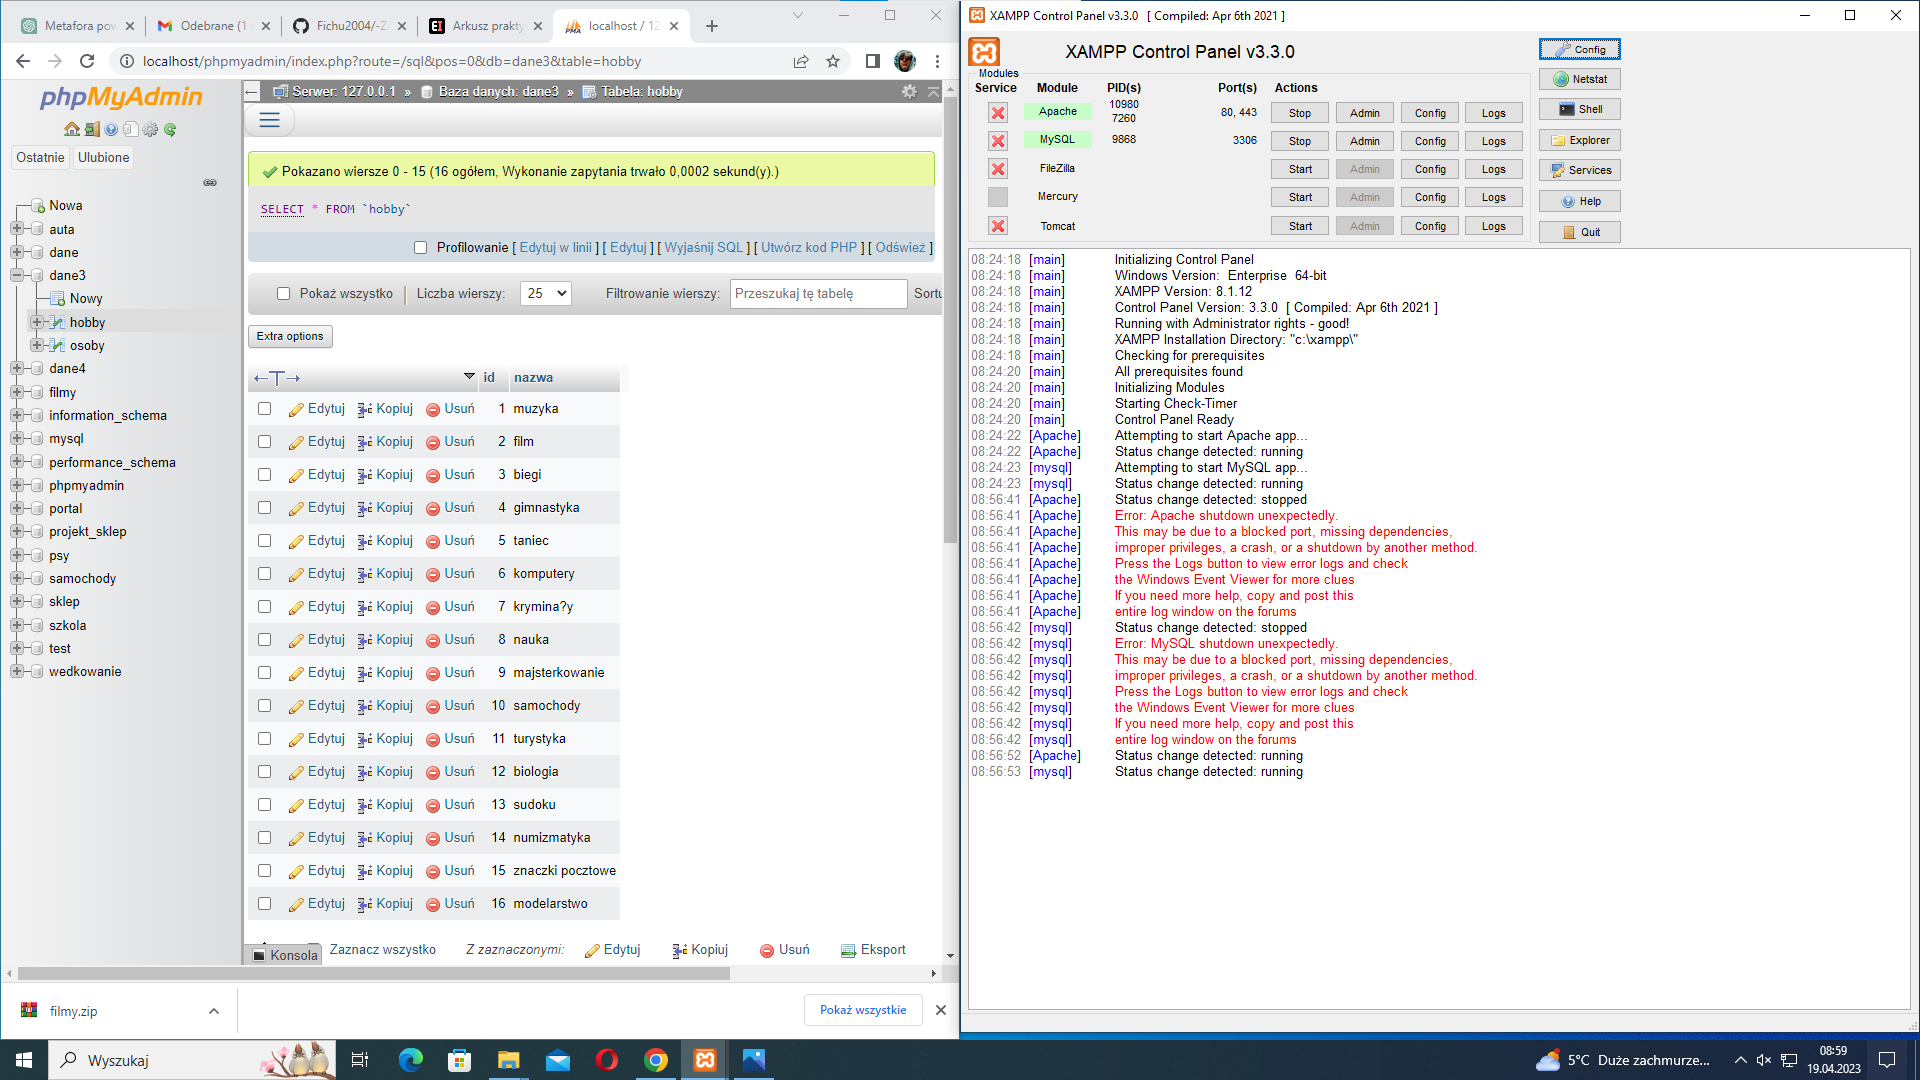 Metafora pow
Odebrane (1
Fichu2004/-Z
Arkusz prakty
localhost / 12
localhost/phpmyadmin/index.php?route=/sql&pos=0&db=dane3&table=hobby
phpMyAdmin
Ostatnie
Ulubione
Nowa
auta
dane
dane3
Nowy
hobby
osoby
dane4
filmy
information_schema
mysql
performance_schema
phpmyadmin
portal
projekt_sklep
psy
samochody
sklep
szkola
test
wedkowanie
Serwer: 127.0.0.1 » Baza danych: dane3 » Tabela: hobby
Pokazano wiersze 0 - 15 (16 ogółem, Wykonanie zapytania trwało 0,0002 sekund(y).)
SELECT * FROM `hobby`
Profilowanie [ Edytuj w linii ] [ Edytuj ] [ Wyjaśnij SQL ] [ Utwórz kod PHP ] [ Odśwież ]
Pokaż wszystko
Liczba wierszy: 25
Filtrowanie wierszy: Przeszukaj tę tabelę
Sortu
Extra options
←T→ id nazwa
Edytuj Kopiuj Usuń 1 muzyka
Edytuj Kopiuj Usuń 2 film
Edytuj Kopiuj Usuń 3 biegi
Edytuj Kopiuj Usuń 4 gimnastyka
Edytuj Kopiuj Usuń 5 taniec
Edytuj Kopiuj Usuń 6 komputery
Edytuj Kopiuj Usuń 7 krymina?y
Edytuj Kopiuj Usuń 8 nauka
Edytuj Kopiuj Usuń 9 majsterkowanie
Edytuj Kopiuj Usuń 10 samochody
Edytuj Kopiuj Usuń 11 turystyka
Edytuj Kopiuj Usuń 12 biologia
Edytuj Kopiuj Usuń 13 sudoku
Edytuj Kopiuj Usuń 14 numizmatyka
Edytuj Kopiuj Usuń 15 znaczki pocztowe
Edytuj Kopiuj Usuń 16 modelarstwo
Konsola
Zaznacz wszystko Z zaznaczonymi: Edytuj Kopiuj Usuń Eksport
filmy.zip
Pokaż wszystkie
XAMPP Control Panel v3.3.0 [ Compiled: Apr 6th 2021 ]
XAMPP Control Panel v3.3.0
Modules
Service Module PID(s) Port(s) Actions
Apache 10980 7260 80, 443 Stop Admin Config Logs
MySQL 9868 3306 Stop Admin Config Logs
FileZilla Start Admin Config Logs
Mercury Start Admin Config Logs
Tomcat Start Admin Config Logs
Config
Netstat
Shell
Explorer
Services
Help
Quit
08:24:18 [main] Initializing Control Panel
08:24:18 [main] Windows Version: Enterprise 64-bit
08:24:18 [main] XAMPP Version: 8.1.12
08:24:18 [main] Control Panel Version: 3.3.0 [ Compiled: Apr 6th 2021 ]
08:24:18 [main] Running with Administrator rights - good!
08:24:18 [main] XAMPP Installation Directory: "c:\xampp\"
08:24:18 [main] Checking for prerequisites
08:24:20 [main] All prerequisites found
08:24:20 [main] Initializing Modules
08:24:20 [main] Starting Check-Timer
08:24:20 [main] Control Panel Ready
08:24:22 [Apache] Attempting to start Apache app...
08:24:22 [Apache] Status change detected: running
08:24:23 [mysql] Attempting to start MySQL app...
08:24:23 [mysql] Status change detected: running
08:56:41 [Apache] Status change detected: stopped
08:56:41 [Apache] Error: Apache shutdown unexpectedly.
08:56:41 [Apache] This may be due to a blocked port, missing dependencies,
08:56:41 [Apache] improper privileges, a crash, or a shutdown by another method.
08:56:41 [Apache] Press the Logs button to view error logs and check
08:56:41 [Apache] the Windows Event Viewer for more clues
08:56:41 [Apache] If you need more help, copy and post this
08:56:41 [Apache] entire log window on the forums
08:56:42 [mysql] Status change detected: stopped
08:56:42 [mysql] Error: MySQL shutdown unexpectedly.
08:56:42 [mysql] This may be due to a blocked port, missing dependencies,
08:56:42 [mysql] improper privileges, a crash, or a shutdown by another method.
08:56:42 [mysql] Press the Logs button to view error logs and check
08:56:42 [mysql] the Windows Event Viewer for more clues
08:56:42 [mysql] If you need more help, copy and post this
08:56:42 [mysql] entire log window on the forums
08:56:52 [Apache] Status change detected: running
08:56:53 [mysql] Status change detected: running
Wyszukaj
5°C Duże zachmurze...
08:59
19.04.2023